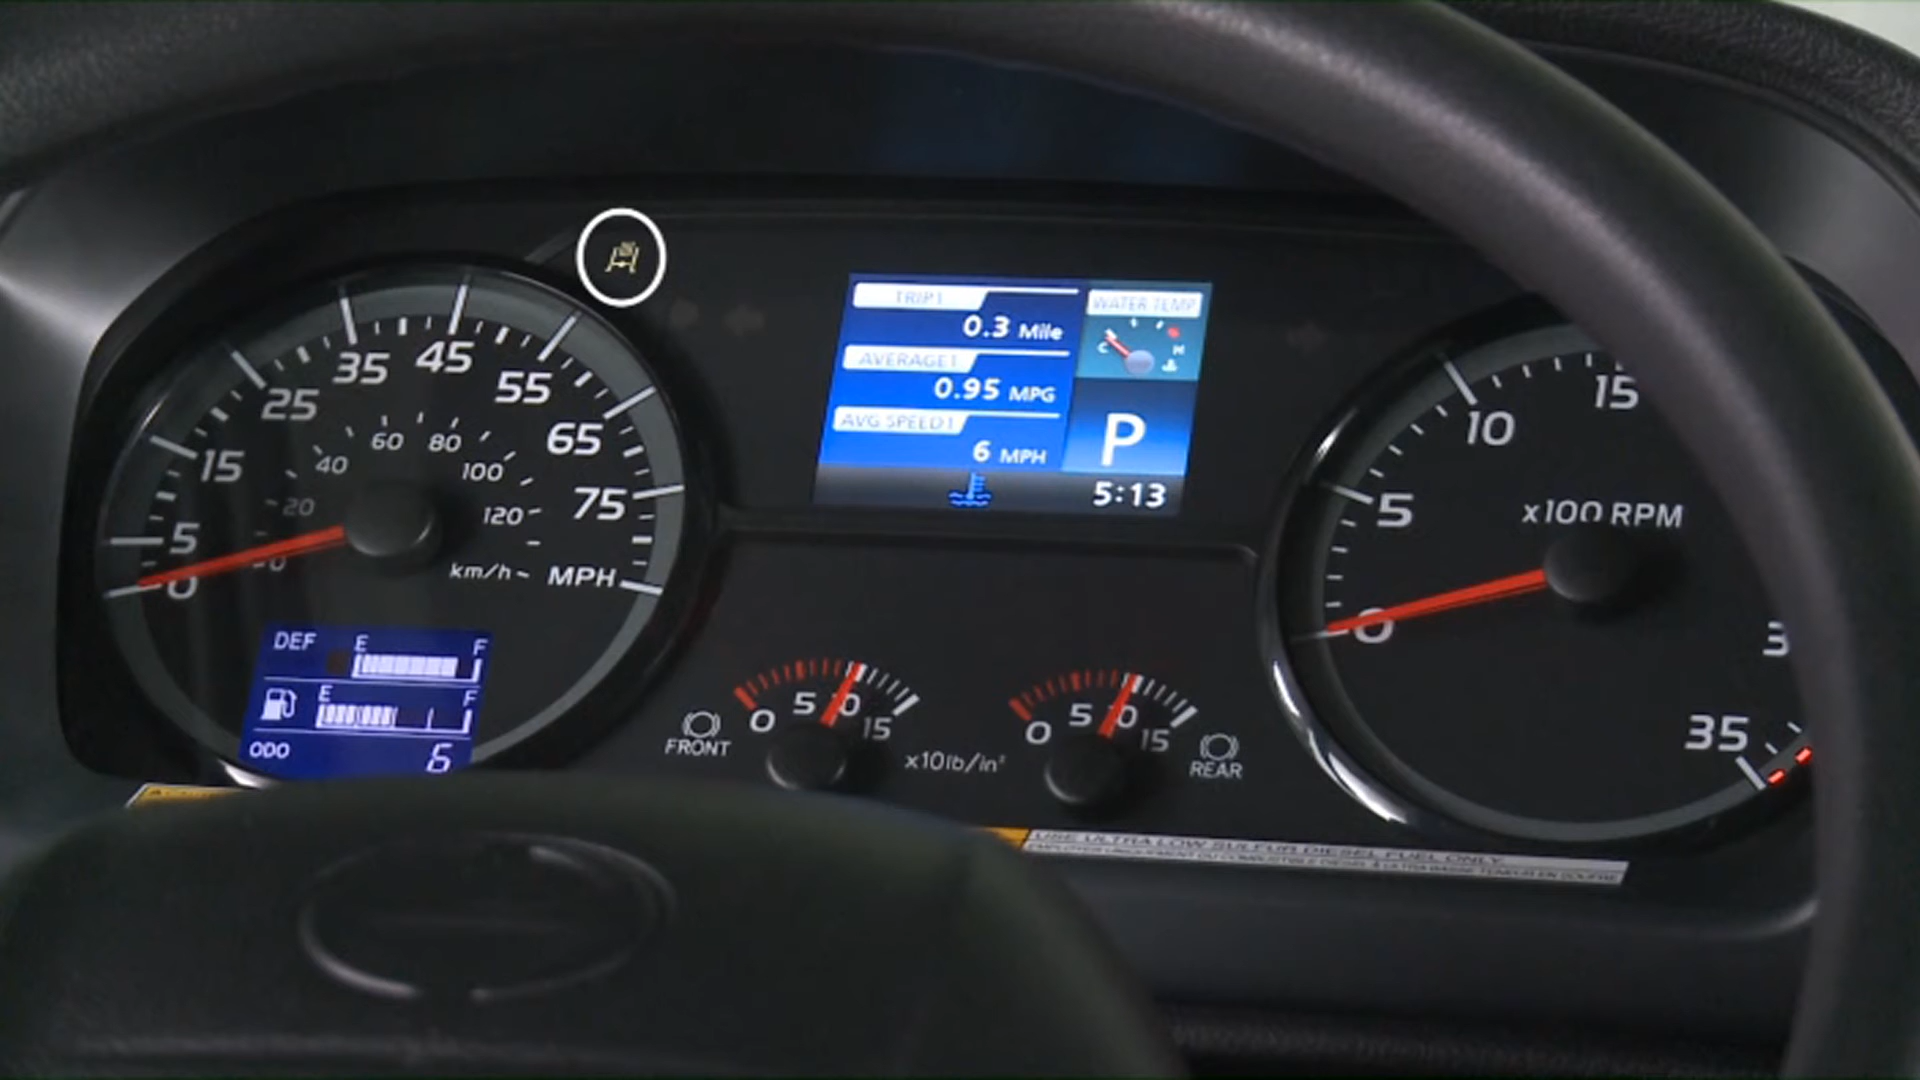 TRIP1
0.3 Mile
AVERAGE1
0.95 MPG
AVG SPEED1
6 MPH
WATER TEMP
C H
P
5:13
0 5 15 25 35 45 55 65 75
0 20 40 60 80 100 120
km/h MPH
DEF E F
E F
ODO 6
FRONT
0 5 10 15
x10lb/in²
0 5 10 15
REAR
0 5 10 15 35
x100 RPM
USE ULTRA LOW SULFUR DIESEL FUEL ONLY.